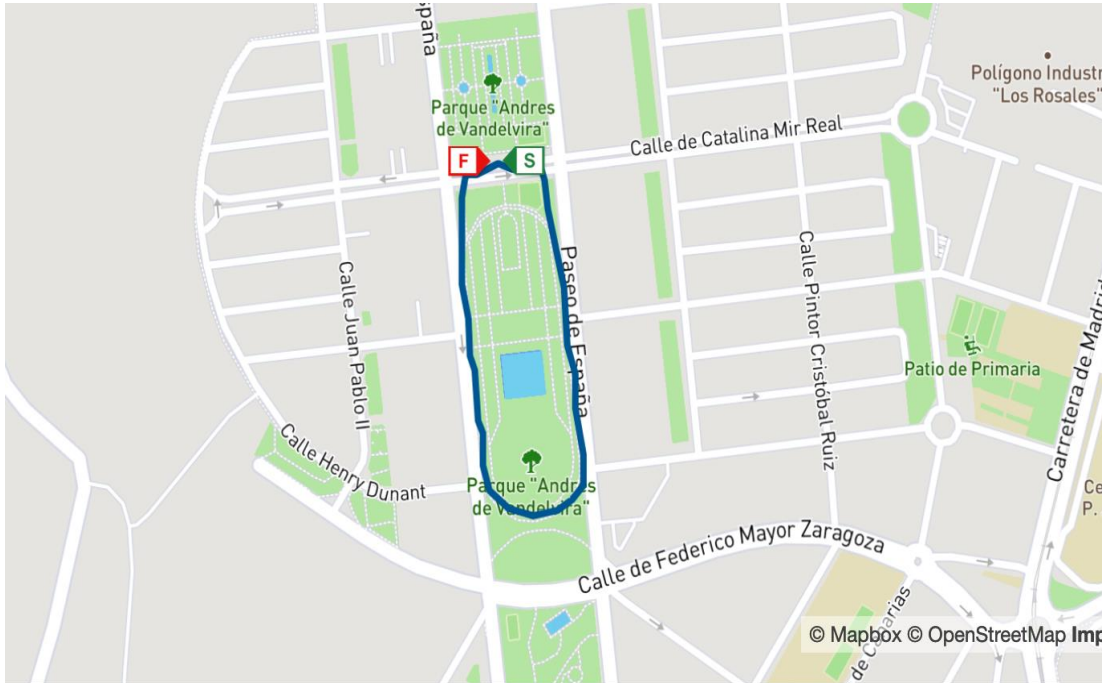 spaña
Polígono Industr
"Los Rosales"
Parque "Andres
de Vandelvira"
Calle de Catalina Mir Real
F
S
Paseo de España
Calle Juan Pablo II
Calle Pintor Cristóbal Ruiz
Patio de Primaria
Carretera de Madrid
Calle Henry Dunant
Parque "Andres
de Vandelvira"
Ce
P.
Calle de Federico Mayor Zaragoza
de Canarias
© Mapbox © OpenStreetMap Imp